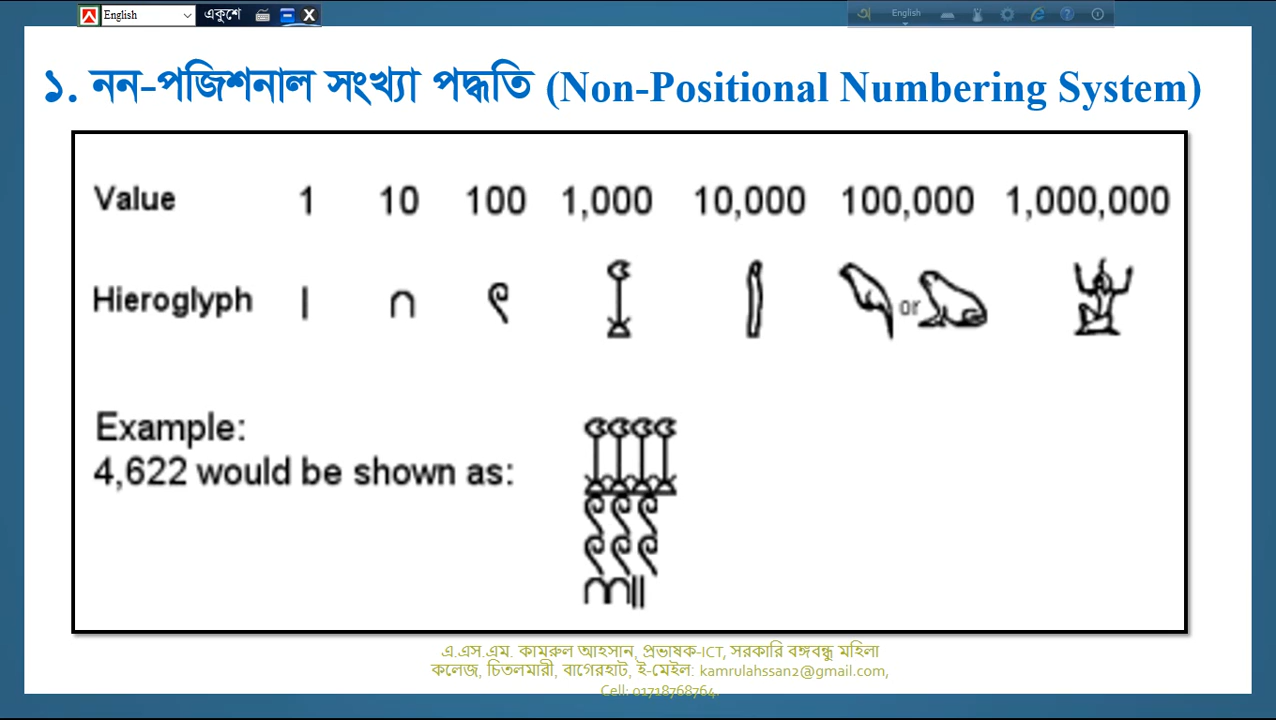 English
একুশে
X
English
১. নন-পজিশনাল সংখ্যা পদ্ধতি (Non-Positional Numbering System)
Value 1 10 100 1,000 10,000 100,000 1,000,000
Hieroglyph or
Example:
4,622 would be shown as:
এ.এস.এম. কামরুল আহসান, প্রভাষক-ICT, সরকারি বঙ্গবন্ধু মহিলা
কলেজ, চিতলমারী, বাগেরহাট, ই-মেইল: kamrulahssan2@gmail.com,
Cell: 01718768764.